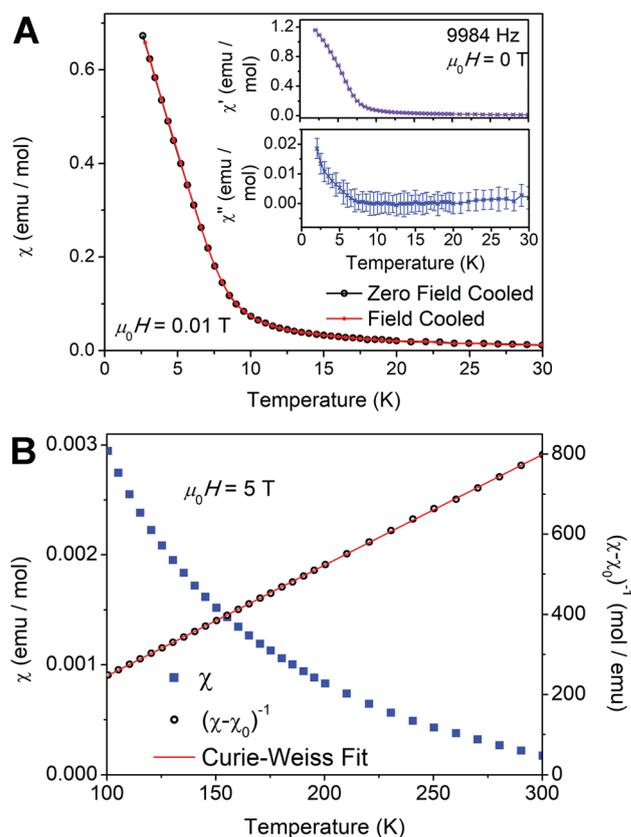 A
χ (emu / mol)
0.6
0.4
0.2
0.0
0
5
10
15
20
25
30
Temperature (K)
μ₀H = 0.01 T
Zero Field Cooled
Field Cooled
9984 Hz
μ₀H = 0 T
χ' (emu /
mol)
1.2
0.8
0.4
0.0
χ'' (emu /
mol)
0.02
0.01
0.00
0 5 10 15 20 25 30
Temperature (K)
B
χ (emu / mol)
0.003
0.002
0.001
0.000
μ₀H = 5 T
χ
(χ-χ₀)⁻¹
Curie-Weiss Fit
800
600
400
200
0
(χ-χ₀)⁻¹ (mol / emu)
100
150
200
250
300
Temperature (K)